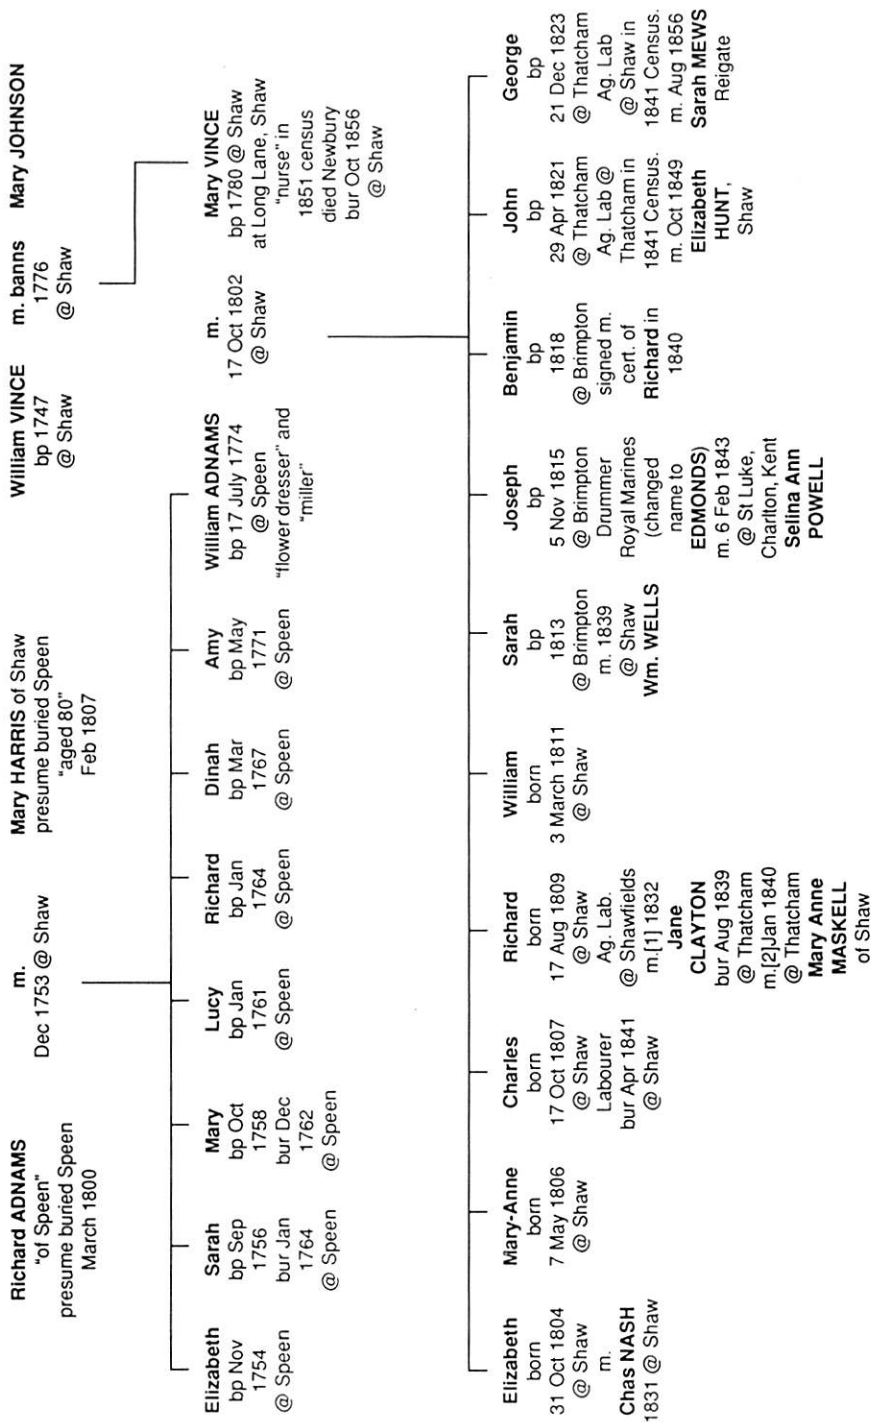 Richard ADNAMS
"of Speen"
presume buried Speen
March 1800
m.
Dec 1753 @ Shaw
Mary HARRIS of Shaw
presume buried Speen
"aged 80"
Feb 1807
William VINCE
bp 1747
@ Shaw
m. banns
1776
@ Shaw
Mary JOHNSON
Elizabeth
bp Nov
1754
@ Speen
Sarah
bp Sep
1756
bur Jan
1764
@ Speen
Mary
bp Oct
1758
bur Dec
1762
@ Speen
Lucy
bp Jan
1761
@ Speen
Richard
bp Jan
1764
@ Speen
Dinah
bp Mar
1767
@ Speen
Amy
bp May
1771
@ Speen
William ADNAMS
bp 17 July 1774
@ Speen
"flower dresser" and
"miller"
m.
17 Oct 1802
@ Shaw
Mary VINCE
bp 1780 @ Shaw
at Long Lane, Shaw
"nurse" in
1851 census
died Newbury
bur Oct 1856
@ Shaw
Elizabeth
born
31 Oct 1804
@ Shaw
m.
Chas NASH
1831 @ Shaw
Mary-Anne
born
7 May 1806
@ Shaw
Charles
born
17 Oct 1807
@ Shaw
Labourer
bur Apr 1841
@ Shaw
Richard
born
17 Aug 1809
@ Shaw
Ag. Lab.
@ Shawfields
m.[1] 1832
Jane
CLAYTON
bur Aug 1839
@ Thatcham
m.[2]Jan 1840
@ Thatcham
Mary Anne
MASKELL
of Shaw
William
born
3 March 1811
@ Shaw
Sarah
bp
1813
@ Brimpton
m. 1839
@ Shaw
Wm. WELLS
Joseph
bp
5 Nov 1815
@ Brimpton
Drummer
Royal Marines
(changed
name to
EDMONDS)
m. 6 Feb 1843
@ St Luke,
Charlton, Kent
Selina Ann
POWELL
Benjamin
bp
1818
@ Brimpton
signed m.
cert. of
Richard in
1840
John
bp
29 Apr 1821
@ Thatcham
Ag. Lab @
Thatcham in
1841 Census.
m. Oct 1849
Elizabeth
HUNT,
Shaw
George
bp
21 Dec 1823
@ Thatcham
Ag. Lab
@ Shaw in
1841 Census.
m. Aug 1856
Sarah MEWS
Reigate